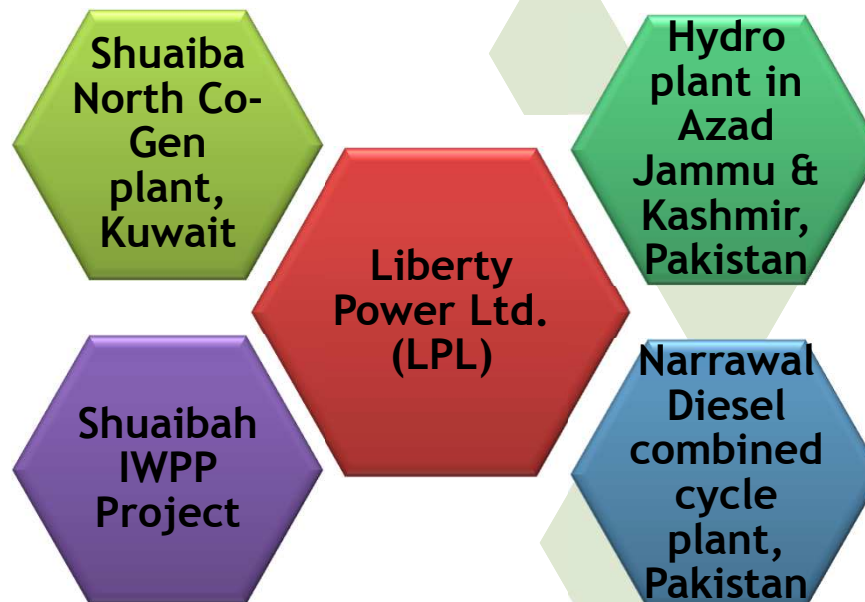 Shuaiba
North Co-
Gen
plant,
Kuwait
Hydro
plant in
Azad
Jammu &
Kashmir,
Pakistan
Liberty
Power Ltd.
(LPL)
Shuaibah
IWPP
Project
Narrawal
Diesel
combined
cycle
plant,
Pakistan